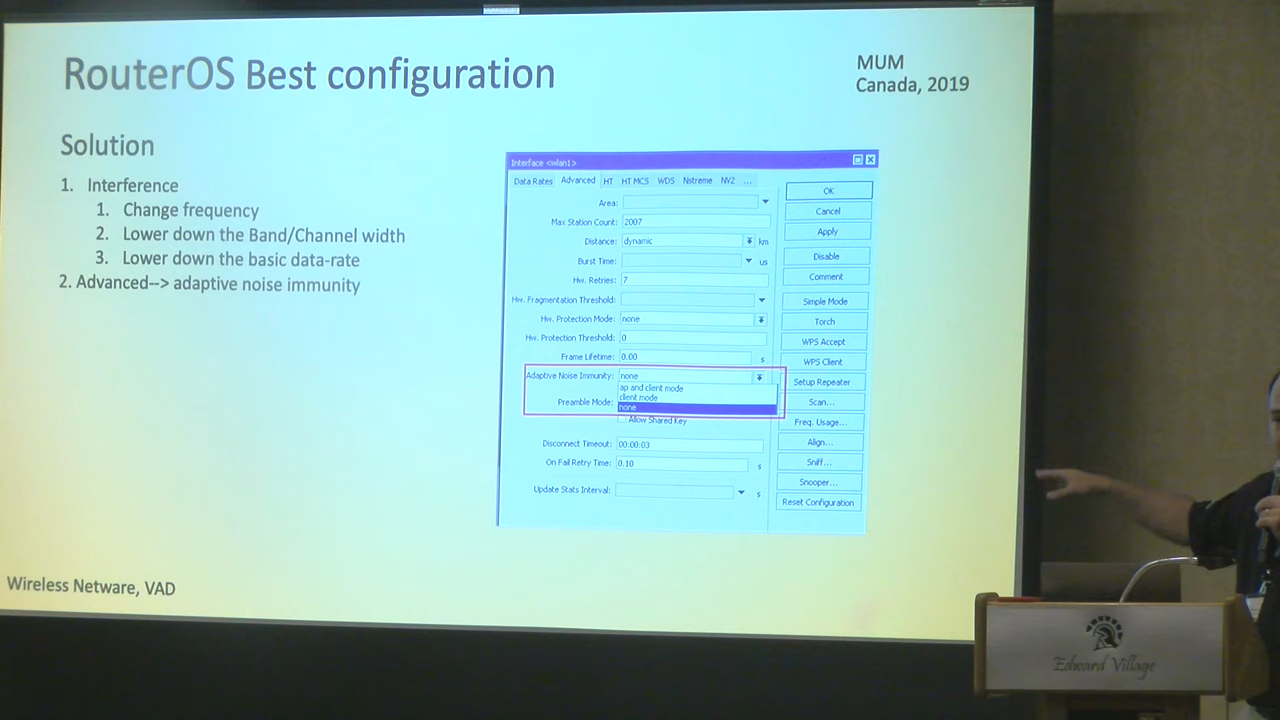 RouterOS Best configuration
MUM
Canada, 2019
Solution
1. Interference
1. Change frequency
2. Lower down the Band/Channel width
3. Lower down the basic data-rate
2. Advanced--> adaptive noise immunity
Interface <wlan1>
Data Rates Advanced HT HT MCS WDS Nstreme NV2 ...
Area:
Max Station Count: 2007
Distance: dynamic km
Burst Time: us
Hw. Retries: 7
Hw. Fragmentation Threshold:
Hw. Protection Mode: none
Hw. Protection Threshold: 0
Frame Lifetime: 0.00 s
Adaptive Noise Immunity: none
ap and client mode
client mode
Preamble Mode: none
Allow Shared Key
Disconnect Timeout: 00:00:03
On Fail Retry Time: 0.10 s
Update Stats Interval: s
OK
Cancel
Apply
Disable
Comment
Simple Mode
Torch
WPS Accept
WPS Client
Setup Repeater
Scan...
Freq. Usage...
Align...
Sniff...
Snooper...
Reset Configuration
Wireless Netware, VAD
Edward Village